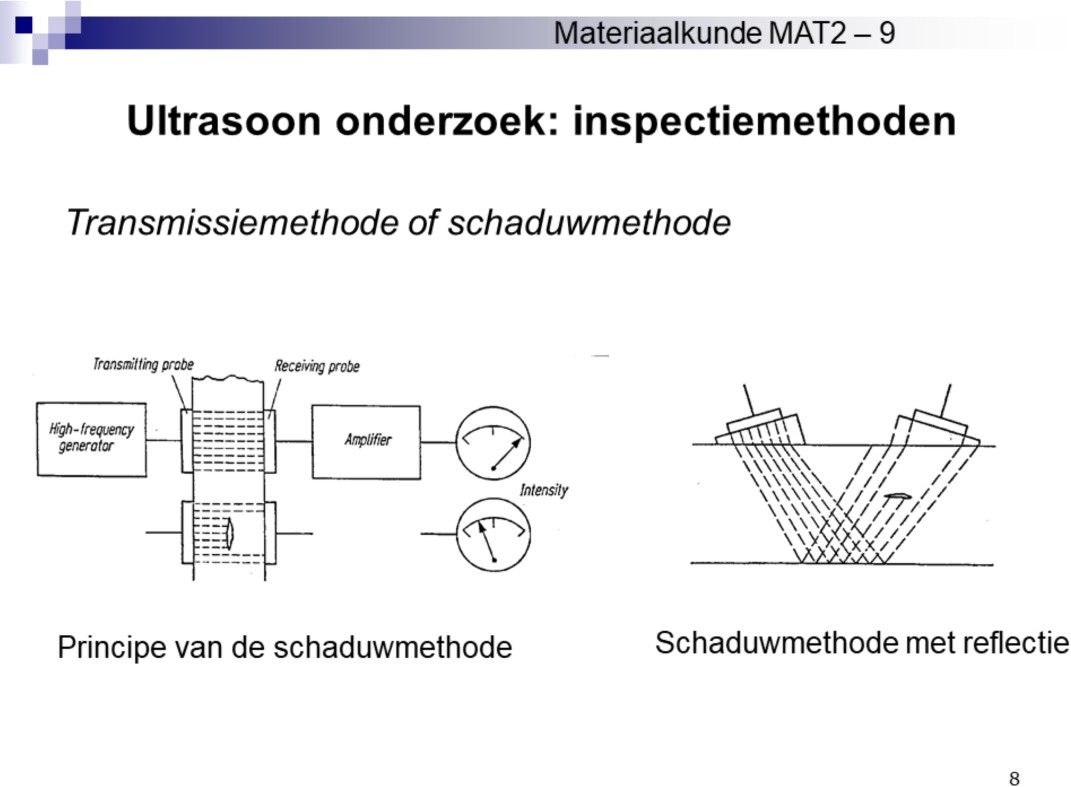 Materiaalkunde MAT2 – 9
Ultrasoon onderzoek: inspectiemethoden
Transmissiemethode of schaduwmethode
Transmitting probe
Receiving probe
High-frequency
generator
Amplifier
Intensity
Principe van de schaduwmethode
Schaduwmethode met reflectie
8